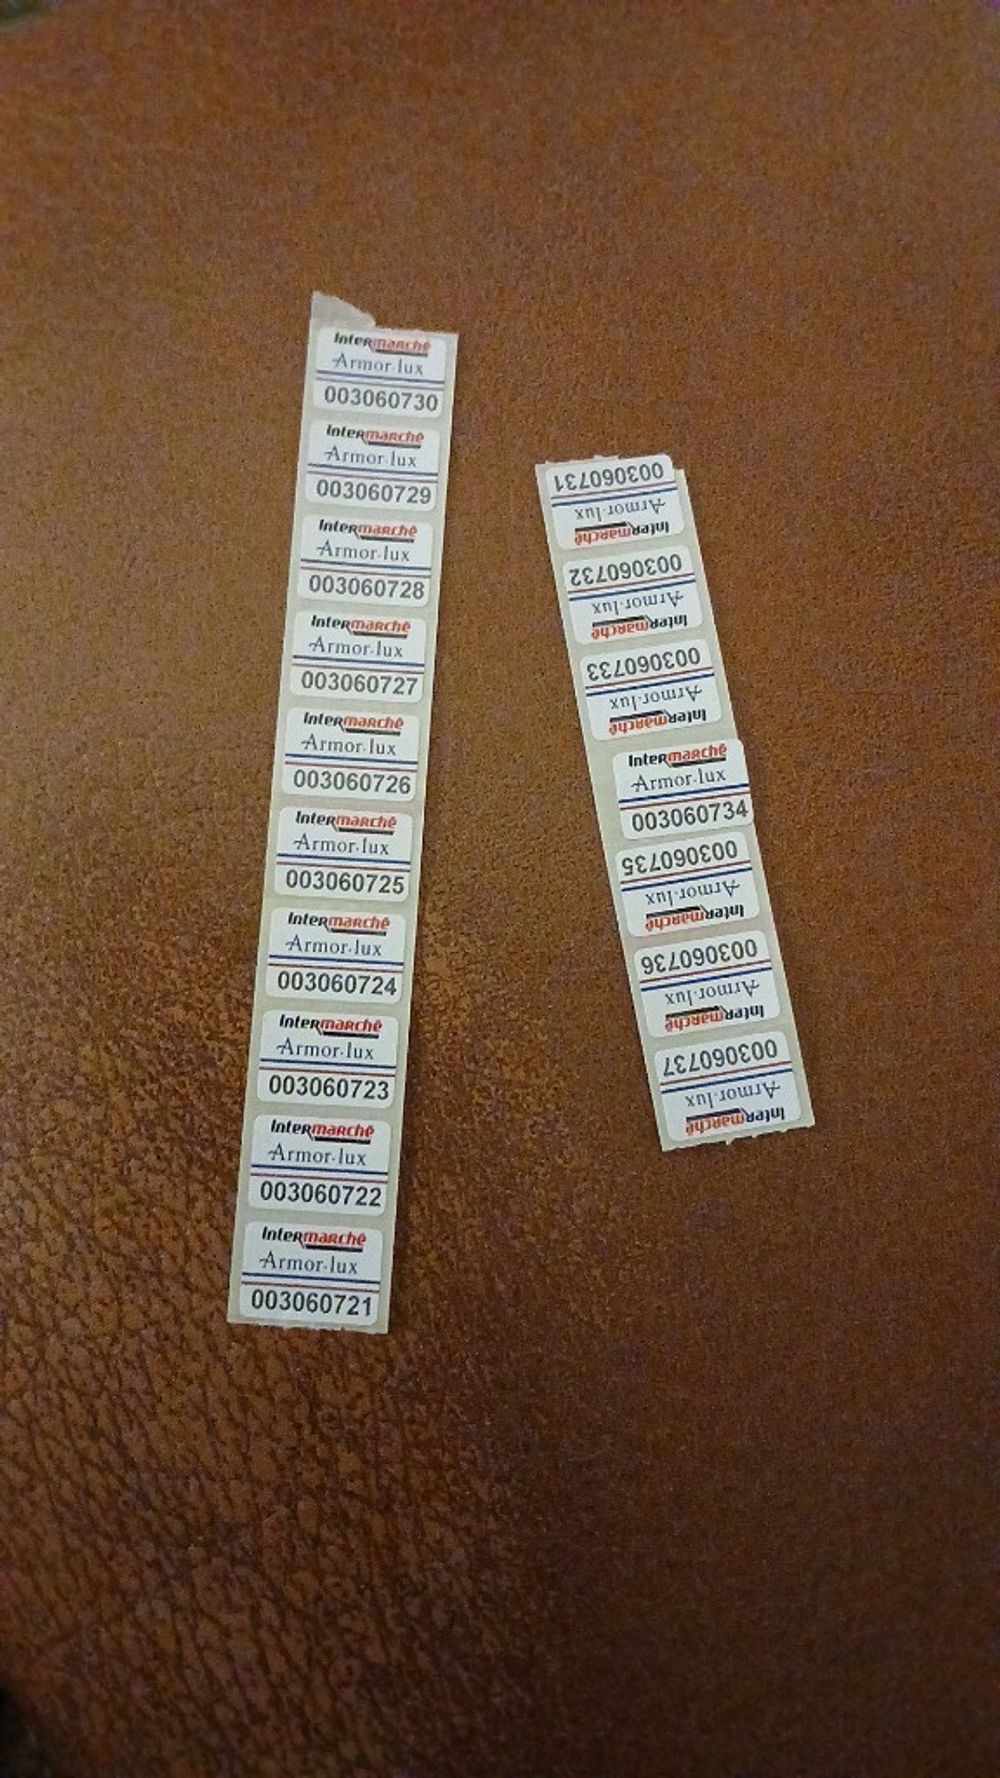 Intermarché
Armor·lux
003060730
Intermarché
Armor·lux
003060729
Intermarché
Armor·lux
003060728
Intermarché
Armor·lux
003060727
Intermarché
Armor·lux
003060726
Intermarché
Armor·lux
003060725
Intermarché
Armor·lux
003060724
Intermarché
Armor·lux
003060723
Intermarché
Armor·lux
003060722
Intermarché
Armor·lux
003060721
Intermarché
Armor·lux
003060731
Intermarché
Armor·lux
003060732
Intermarché
Armor·lux
003060733
Intermarché
Armor·lux
003060734
Intermarché
Armor·lux
003060735
Intermarché
Armor·lux
003060736
Intermarché
Armor·lux
003060737